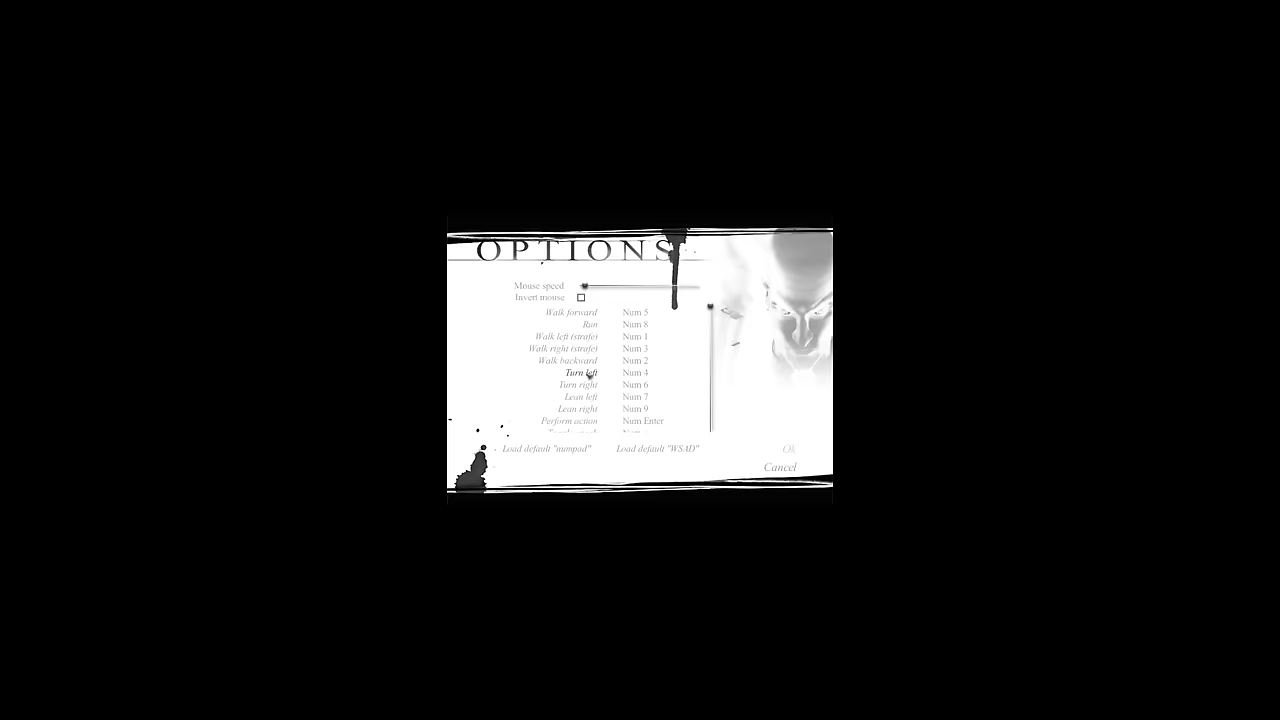 OPTIONS
Mouse speed
Invert mouse
Walk forward Num 5
Run Num 8
Walk left (strafe) Num 1
Walk right (strafe) Num 3
Walk backward Num 2
Turn left Num 4
Turn right Num 6
Lean left Num 7
Lean right Num 9
Perform action Num Enter
Load default "numpad" Load default "WSAD" Ok
Cancel